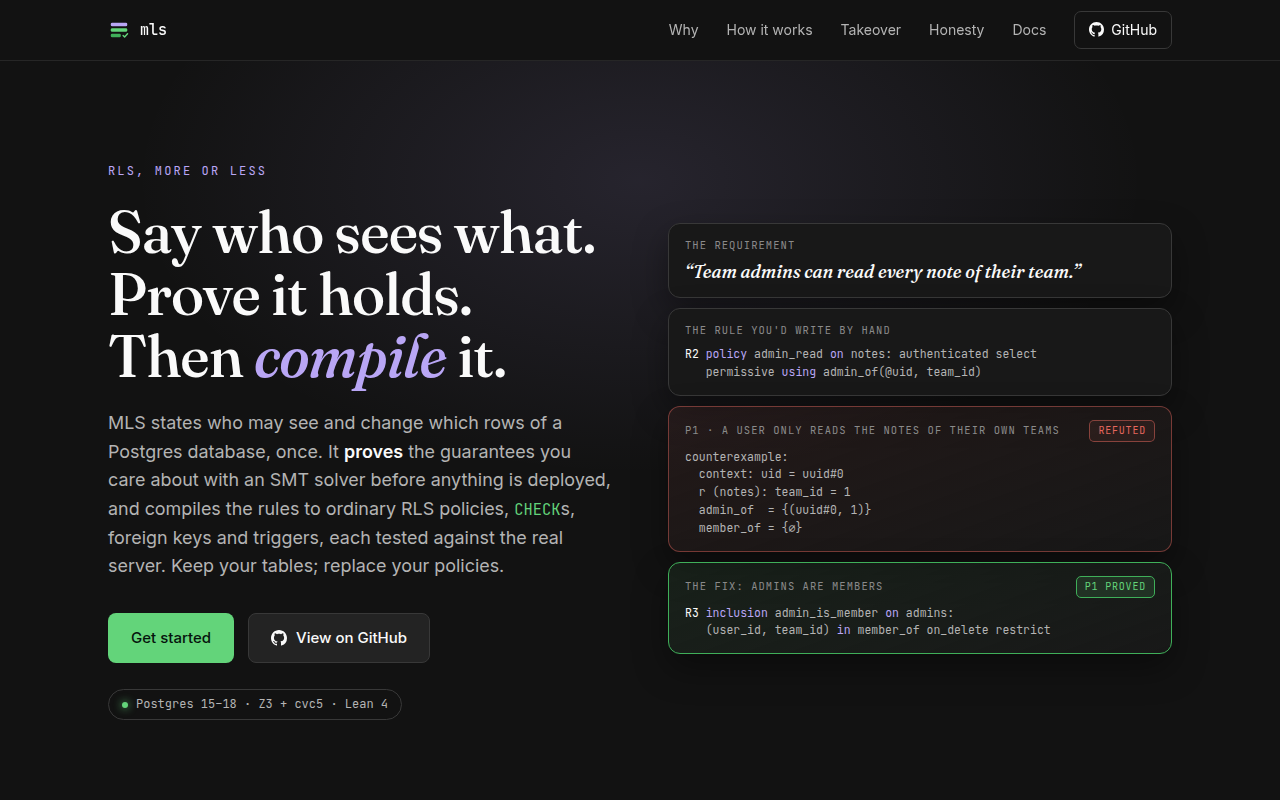 mls
Why
How it works
Takeover
Honesty
Docs
GitHub
RLS, MORE OR LESS
Say who sees what.
Prove it holds.
Then compile it.
MLS states who may see and change which rows of a
Postgres database, once. It proves the guarantees you
care about with an SMT solver before anything is deployed,
and compiles the rules to ordinary RLS policies, CHECKs,
foreign keys and triggers, each tested against the real
server. Keep your tables; replace your policies.
Get started
View on GitHub
Postgres 15–18 · Z3 + cvc5 · Lean 4
THE REQUIREMENT
“Team admins can read every note of their team.”
THE RULE YOU'D WRITE BY HAND
R2 policy admin_read on notes: authenticated select
permissive using admin_of(@uid, team_id)
P1 · A USER ONLY READS THE NOTES OF THEIR OWN TEAMS
REFUTED
counterexample:
context: uid = uuid#0
r (notes): team_id = 1
admin_of = {(uuid#0, 1)}
member_of = {∅}
THE FIX: ADMINS ARE MEMBERS
P1 PROVED
R3 inclusion admin_is_member on admins:
(user_id, team_id) in member_of on_delete restrict